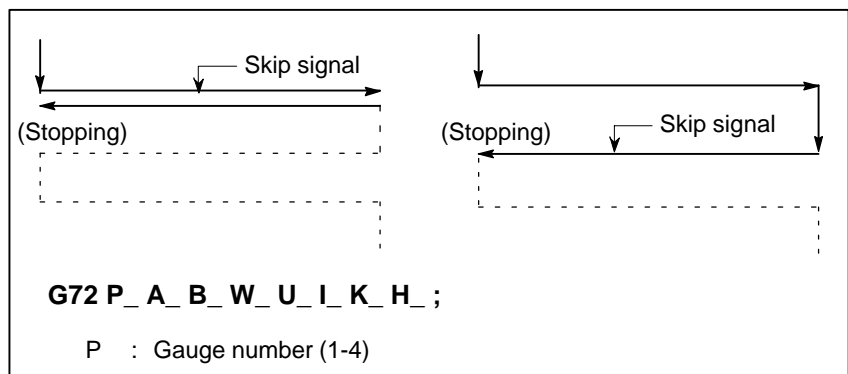 Skip signal
(Stopping)
Skip signal
(Stopping)
G72 P_ A_ B_ W_ U_ I_ K_ H_ ;
P : Gauge number (1-4)